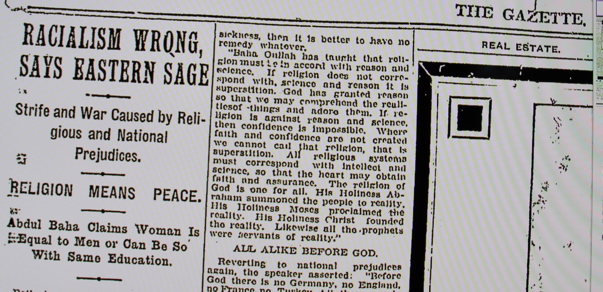 THE GAZETTE,
RACIALISM WRONG,
SAYS EASTERN SAGE
Strife and War Caused by Reli-
gious and National
Prejudices.
RELIGION MEANS PEACE.
Abdul Baha Claims Woman Is
Equal to Men or Can Be So
With Same Education.
sickness, then it is better to have no
remedy whatever.
"Baha Oullah has taught that reli-
gion must be in accord with reason and
science. If religion does not corre-
spond with science and reason it is
superstition. God has granted reason
so that we may comprehend the reali-
ties of things and adore them. If re-
ligion is against reason and science,
then confidence is impossible. Where
faith and confidence are not created
we cannot call that religion, that is
superstition. All religious systems
must correspond with intellect and
science, so that the heart may obtain
faith and assurance. The religion of
God is one for all. His Holiness Ab-
raham summoned the people to reality.
His Holiness Moses proclaimed the
reality. His Holiness Christ founded
the reality. Likewise all the prophets
were servants of reality."
ALL ALIKE BEFORE GOD.
Reverting to national prejudices
again, the speaker asserted: "Before
God there is no Germany, no England,
no France, no Turkey.
REAL ESTATE.